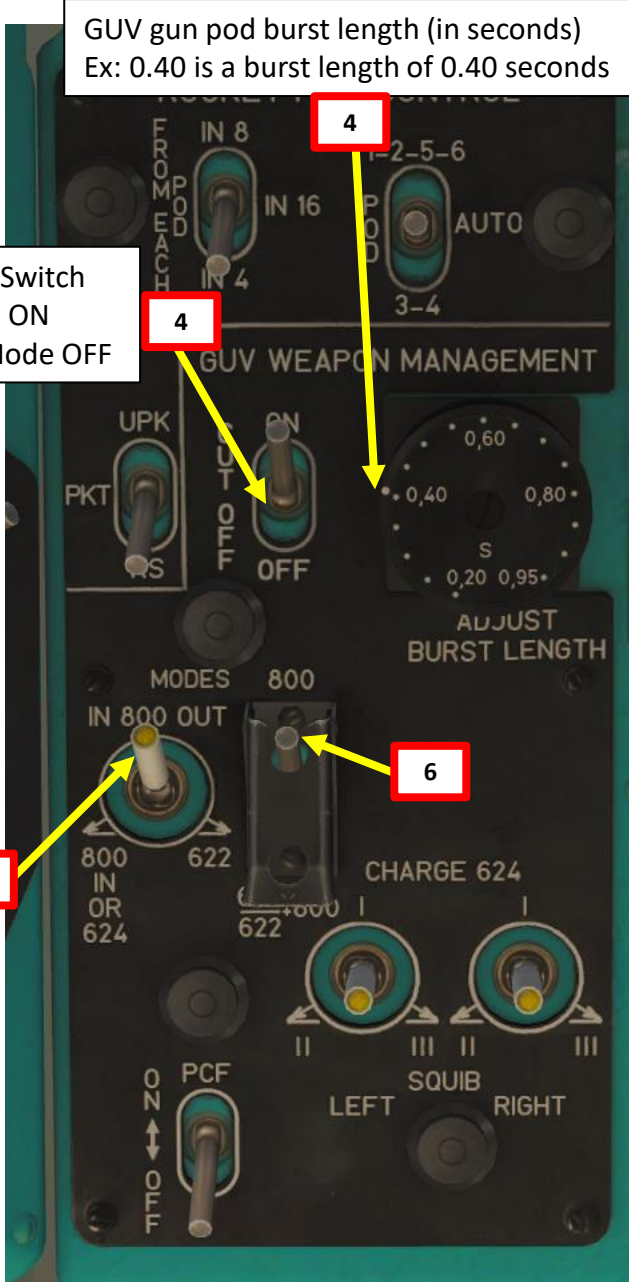 GUV gun pod burst length (in seconds)
Ex: 0.40 is a burst length of 0.40 seconds
4
FROM EACH POD
IN 8
IN 16
IN 4
1-2-5-6
POD
AUTO
3-4
Switch
ON
Mode OFF
4
GUV WEAPON MANAGEMENT
UPK
PKT
RS
CUT OFF
ON
OFF
0,60
0,40
0,80
S
0,20 0,95
ADJUST
BURST LENGTH
MODES
800
IN 800 OUT
6
800
IN
OR
624
622
622
+800
CHARGE 624
I
I
II
III
II
III
SQUIB
LEFT
RIGHT
PCF
ON
OFF